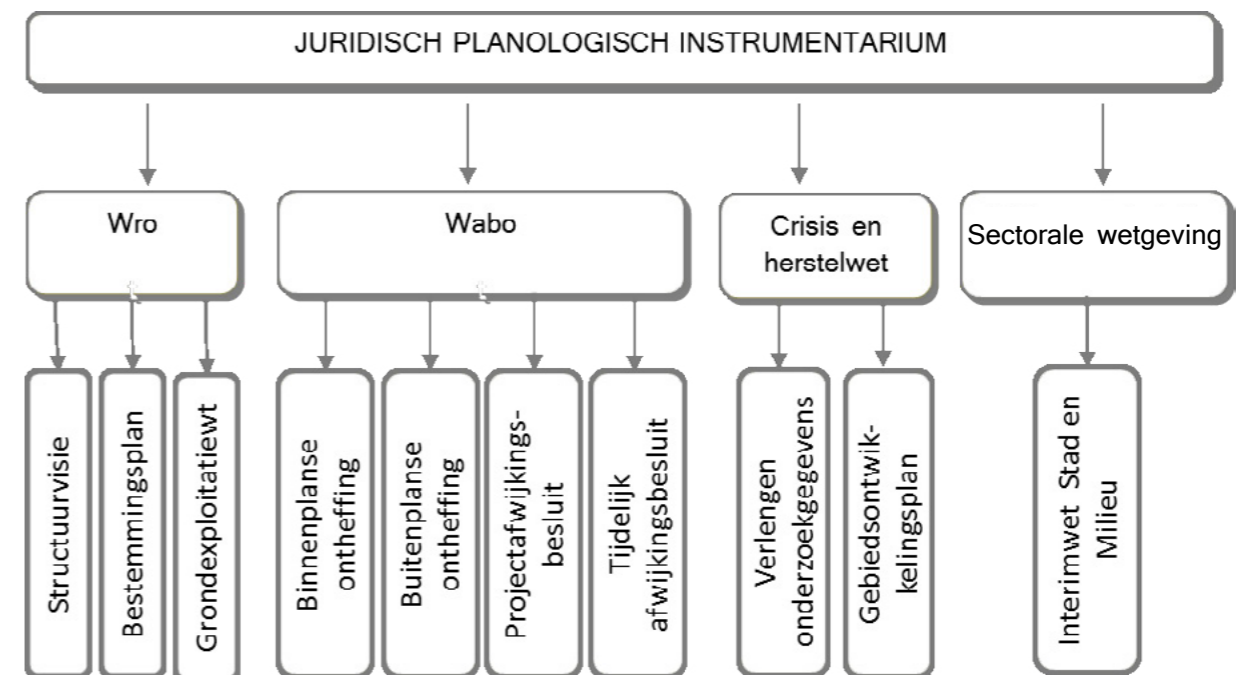 JURIDISCH PLANOLOGISCH INSTRUMENTARIUM
Wro
Wabo
Crisis en
herstelwet
Sectorale wetgeving
Structuurvisie
Bestemmingsplan
Grondexploitatiewt
Binnenplanse
ontheffing
Buitenplanse
ontheffing
Projectafwijkings-
besluit
Tijdelijk
afwijkingsbesluit
Verlengen
onderzoekgegevens
Gebiedsontwik-
kelingsplan
Interimwet Stad en
Milieu